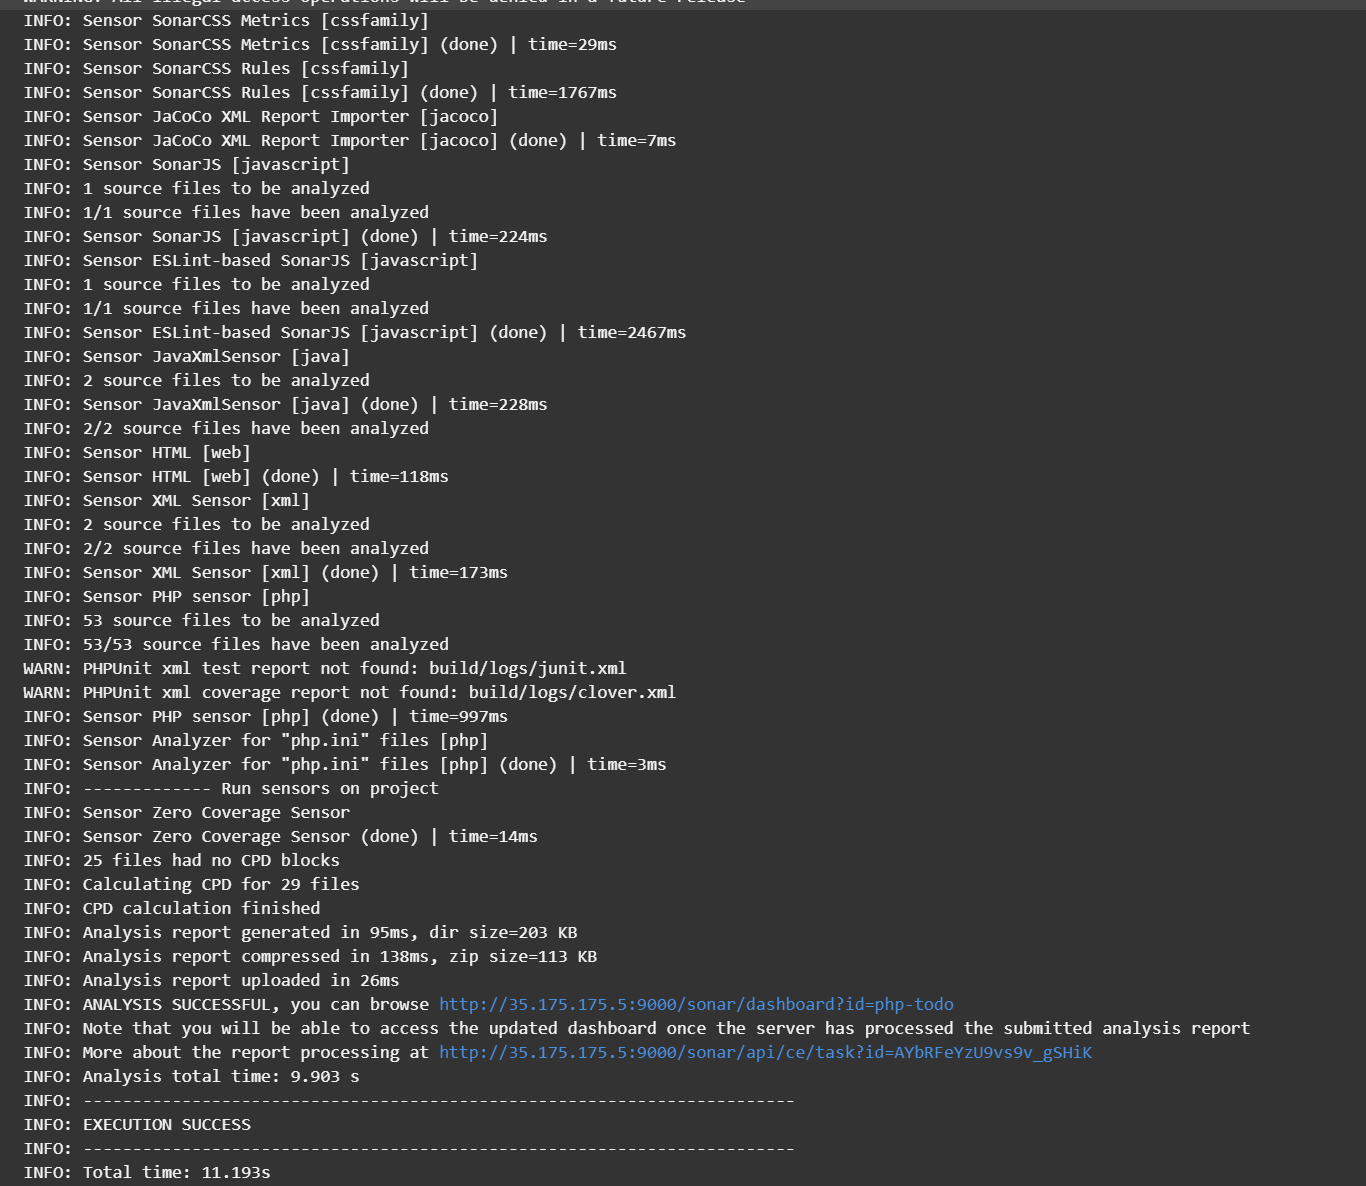 WARNING: All illegal access operations will be denied in a future release
INFO: Sensor SonarCSS Metrics [cssfamily]
INFO: Sensor SonarCSS Metrics [cssfamily] (done) | time=29ms
INFO: Sensor SonarCSS Rules [cssfamily]
INFO: Sensor SonarCSS Rules [cssfamily] (done) | time=1767ms
INFO: Sensor JaCoCo XML Report Importer [jacoco]
INFO: Sensor JaCoCo XML Report Importer [jacoco] (done) | time=7ms
INFO: Sensor SonarJS [javascript]
INFO: 1 source files to be analyzed
INFO: 1/1 source files have been analyzed
INFO: Sensor SonarJS [javascript] (done) | time=224ms
INFO: Sensor ESLint-based SonarJS [javascript]
INFO: 1 source files to be analyzed
INFO: 1/1 source files have been analyzed
INFO: Sensor ESLint-based SonarJS [javascript] (done) | time=2467ms
INFO: Sensor JavaXmlSensor [java]
INFO: 2 source files to be analyzed
INFO: Sensor JavaXmlSensor [java] (done) | time=228ms
INFO: 2/2 source files have been analyzed
INFO: Sensor HTML [web]
INFO: Sensor HTML [web] (done) | time=118ms
INFO: Sensor XML Sensor [xml]
INFO: 2 source files to be analyzed
INFO: 2/2 source files have been analyzed
INFO: Sensor XML Sensor [xml] (done) | time=173ms
INFO: Sensor PHP sensor [php]
INFO: 53 source files to be analyzed
INFO: 53/53 source files have been analyzed
WARN: PHPUnit xml test report not found: build/logs/junit.xml
WARN: PHPUnit xml coverage report not found: build/logs/clover.xml
INFO: Sensor PHP sensor [php] (done) | time=997ms
INFO: Sensor Analyzer for "php.ini" files [php]
INFO: Sensor Analyzer for "php.ini" files [php] (done) | time=3ms
INFO: ------------- Run sensors on project
INFO: Sensor Zero Coverage Sensor
INFO: Sensor Zero Coverage Sensor (done) | time=14ms
INFO: 25 files had no CPD blocks
INFO: Calculating CPD for 29 files
INFO: CPD calculation finished
INFO: Analysis report generated in 95ms, dir size=203 KB
INFO: Analysis report compressed in 138ms, zip size=113 KB
INFO: Analysis report uploaded in 26ms
INFO: ANALYSIS SUCCESSFUL, you can browse http://35.175.175.5:9000/sonar/dashboard?id=php-todo
INFO: Note that you will be able to access the updated dashboard once the server has processed the submitted analysis report
INFO: More about the report processing at http://35.175.175.5:9000/sonar/api/ce/task?id=AYbRFeYzU9vs9v_gSHiK
INFO: Analysis total time: 9.903 s
INFO: ------------------------------------------------------------------------
INFO: EXECUTION SUCCESS
INFO: ------------------------------------------------------------------------
INFO: Total time: 11.193s